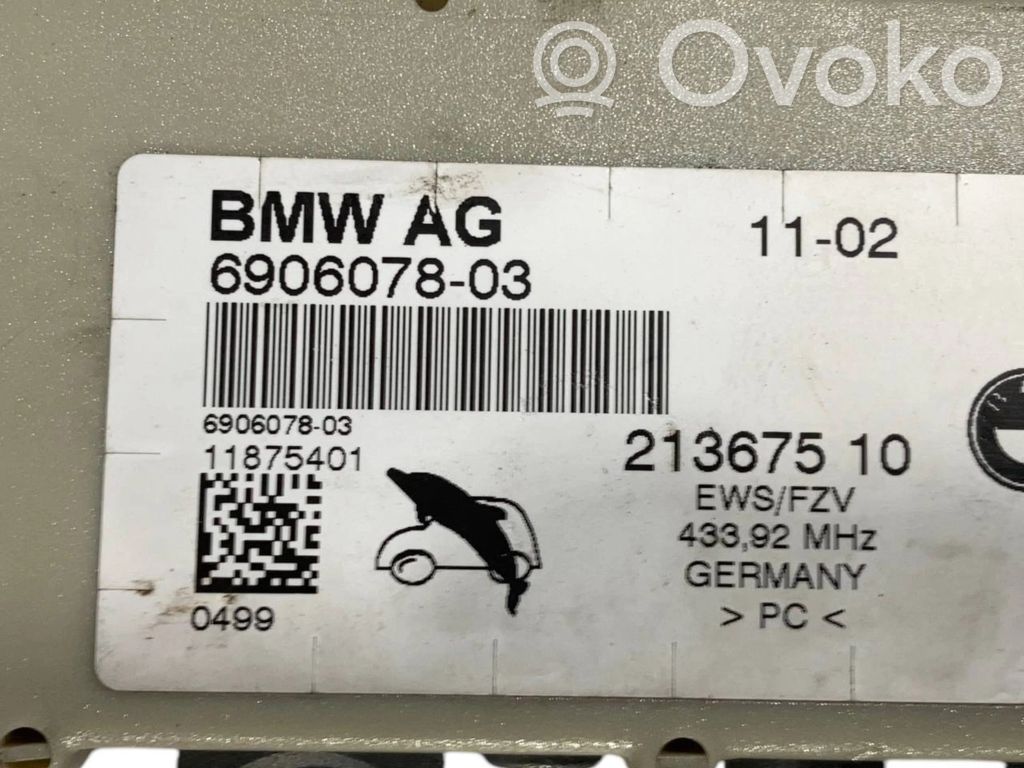 Ovoko
BMW AG
11-02
6906078-03
6906078-03
11875401
213675 10
EWS/FZV
433,92 MHz
GERMANY
> PC <
0499